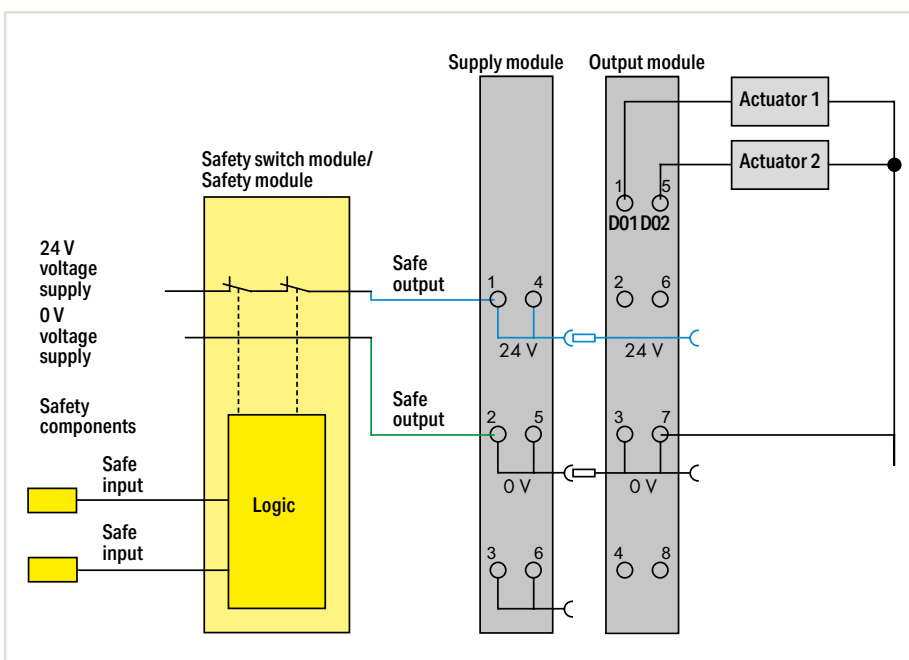 Supply module
Output module
Actuator 1
Actuator 2
Safety switch module/
Safety module
1
5
D01 D02
24 V
voltage
supply
Safe
output
1
4
2
6
24 V
24 V
0 V
voltage
supply
Safe
output
2
5
3
7
0 V
0 V
Safety
components
Safe
input
Logic
Safe
input
3
6
4
8